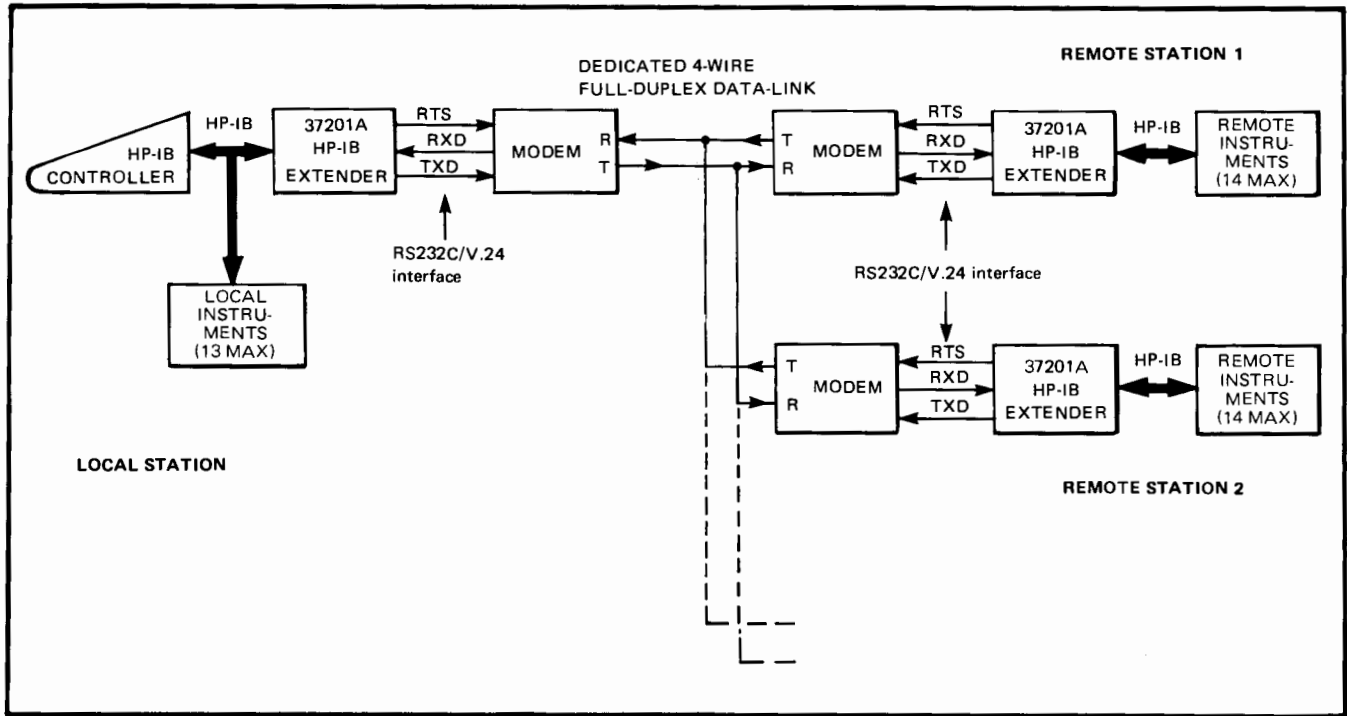 REMOTE STATION 1
DEDICATED 4-WIRE
FULL-DUPLEX DATA-LINK
HP-IB
CONTROLLER
HP-IB
37201A
HP-IB
EXTENDER
RTS
RXD
TXD
MODEM
R
T
T
R
MODEM
RTS
RXD
TXD
37201A
HP-IB
EXTENDER
HP-IB
REMOTE
INSTRU-
MENTS
(14 MAX)
RS232C/V.24
interface
RS232C/V.24 interface
LOCAL
INSTRU-
MENTS
(13 MAX)
T
R
MODEM
RTS
RXD
TXD
37201A
HP-IB
EXTENDER
HP-IB
REMOTE
INSTRU-
MENTS
(14 MAX)
LOCAL STATION
REMOTE STATION 2